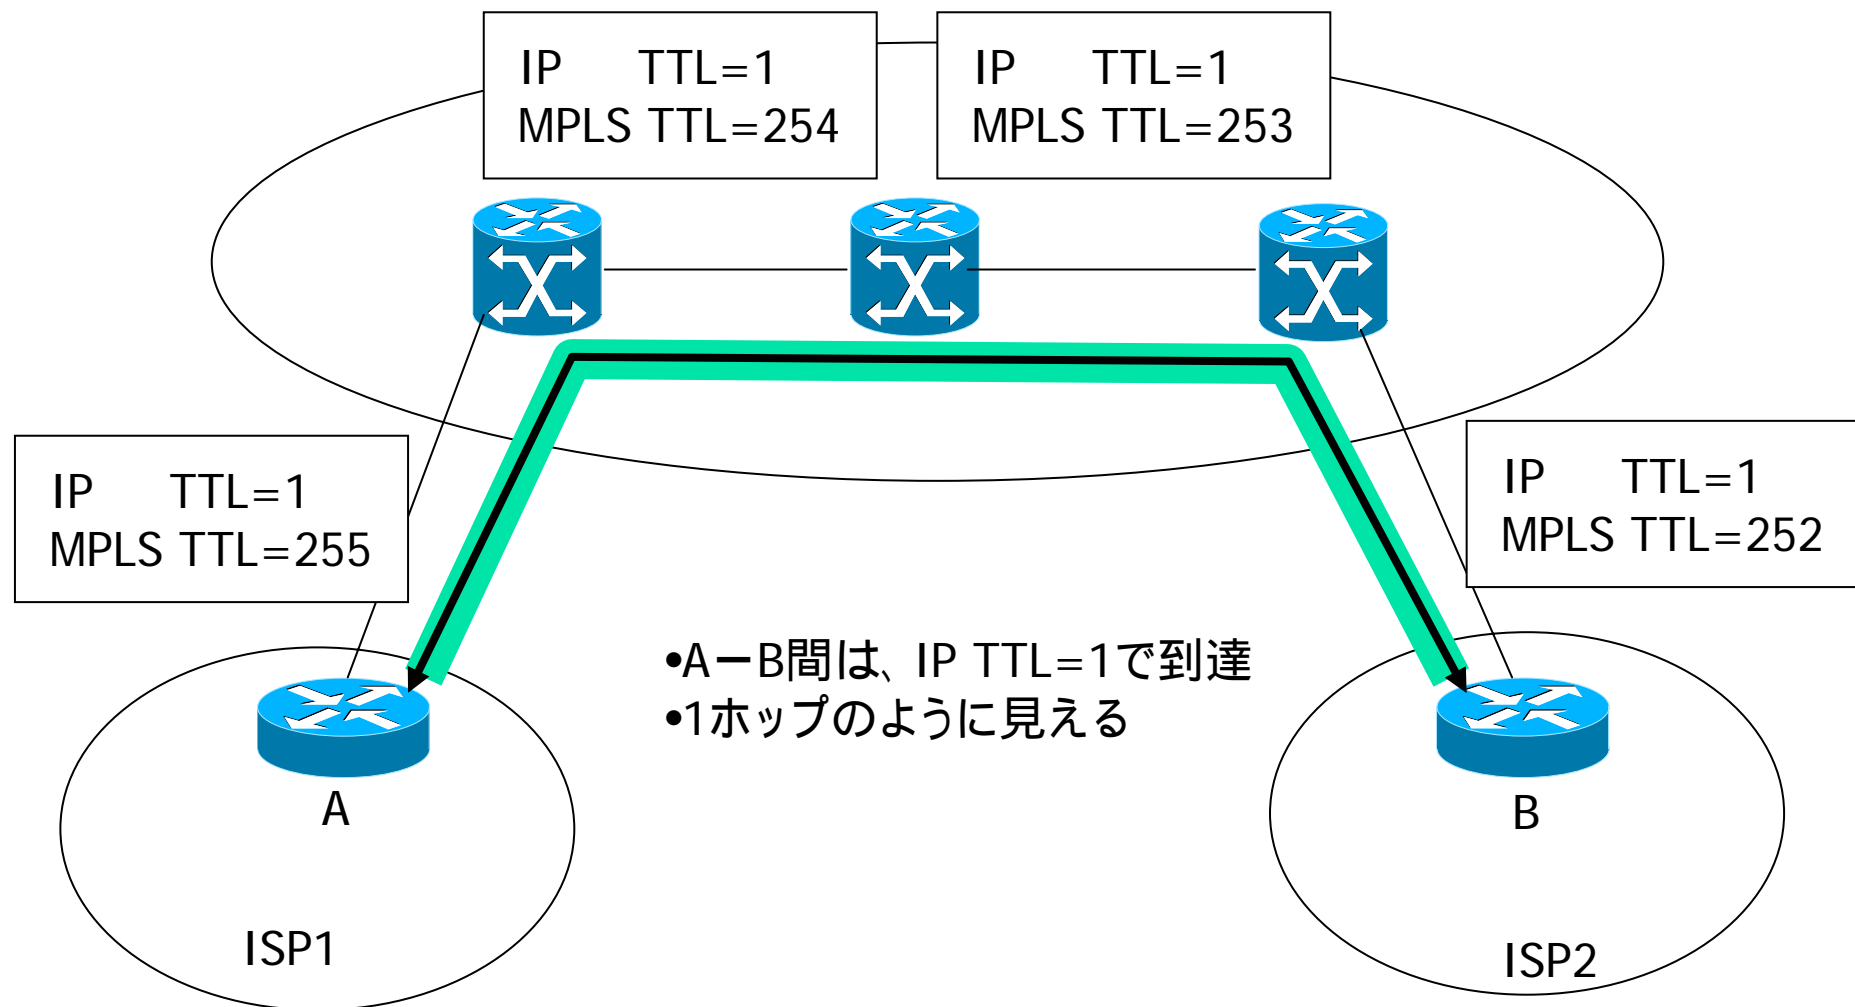 IP TTL=1
MPLS TTL=254
IP TTL=1
MPLS TTL=253
IP TTL=1
MPLS TTL=255
IP TTL=1
MPLS TTL=252
•AーB間は、IP TTL=1で到達
•1ホップのように見える
A
B
ISP1
ISP2